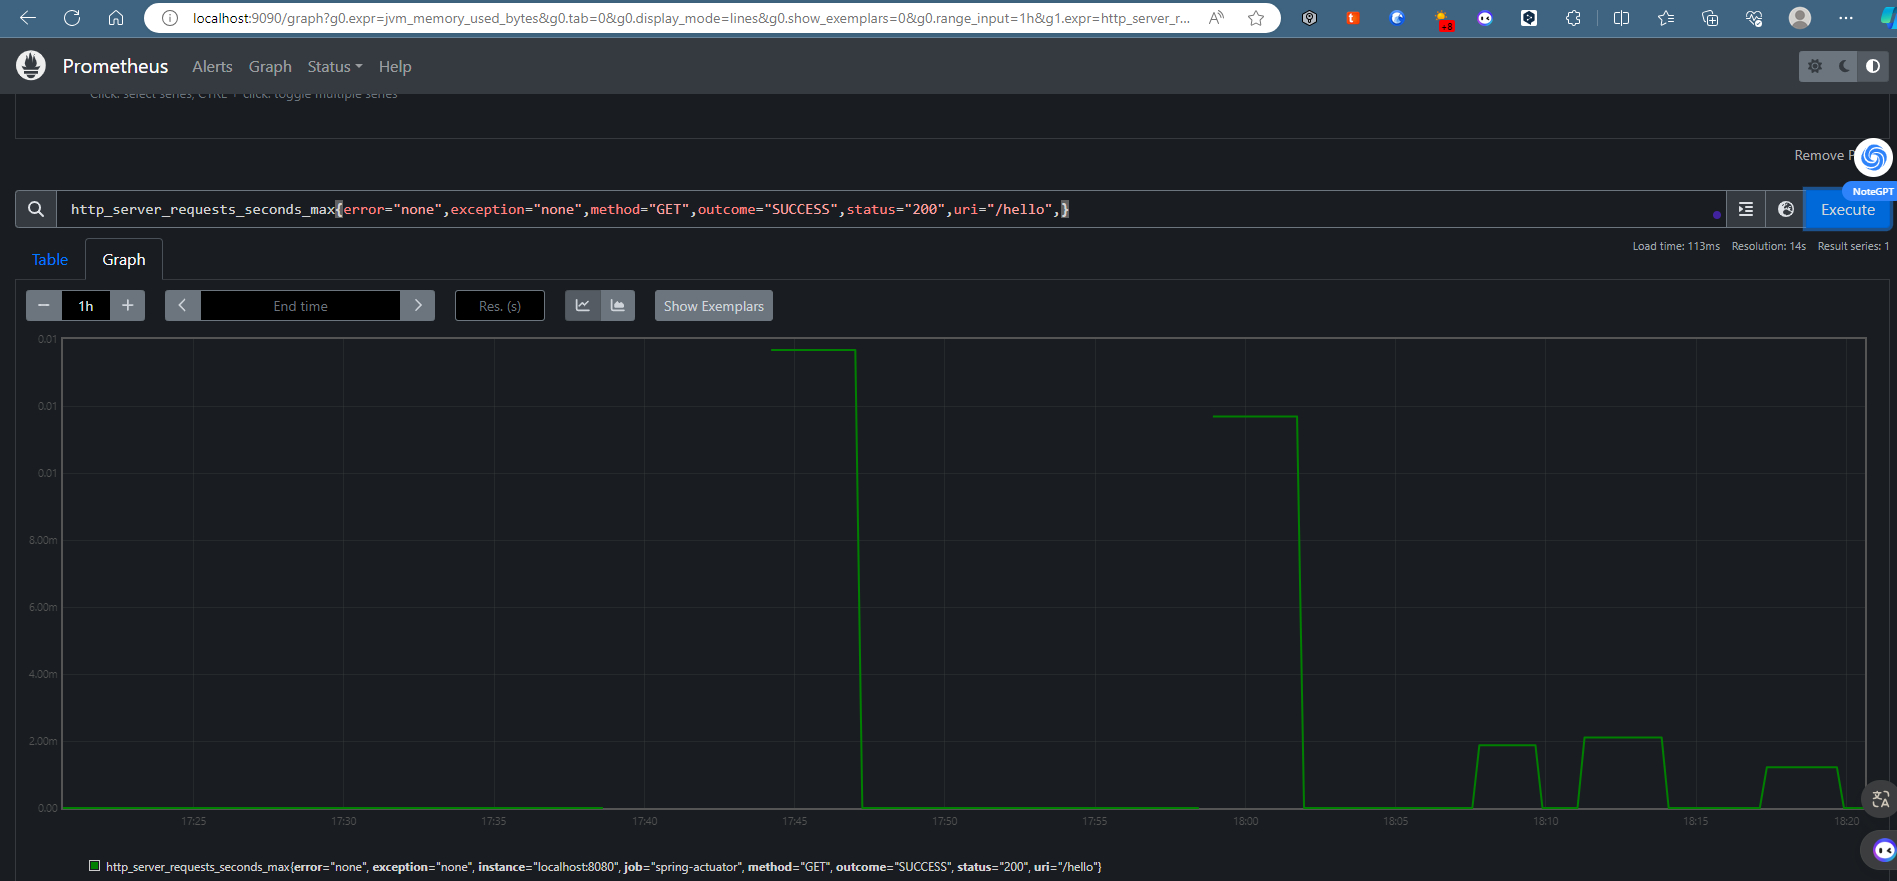 localhost:9090/graph?g0.expr=jvm_memory_used_bytes&g0.tab=0&g0.display_mode=lines&g0.show_exemplars=0&g0.range_input=1h&g1.expr=http_server_r...
Prometheus Alerts Graph Status Help
Click: select series, CTRL + click: toggle multiple series
Remove P
NoteGPT
http_server_requests_seconds_max{error="none",exception="none",method="GET",outcome="SUCCESS",status="200",uri="/hello",}
Execute
Load time: 113ms Resolution: 14s Result series: 1
Table Graph
1h End time Res. (s) Show Exemplars
0.01
0.01
0.01
8.00m
6.00m
4.00m
2.00m
0.00
17:25 17:30 17:35 17:40 17:45 17:50 17:55 18:00 18:05 18:10 18:15 18:20
http_server_requests_seconds_max{error="none", exception="none", instance="localhost:8080", job="spring-actuator", method="GET", outcome="SUCCESS", status="200", uri="/hello"}